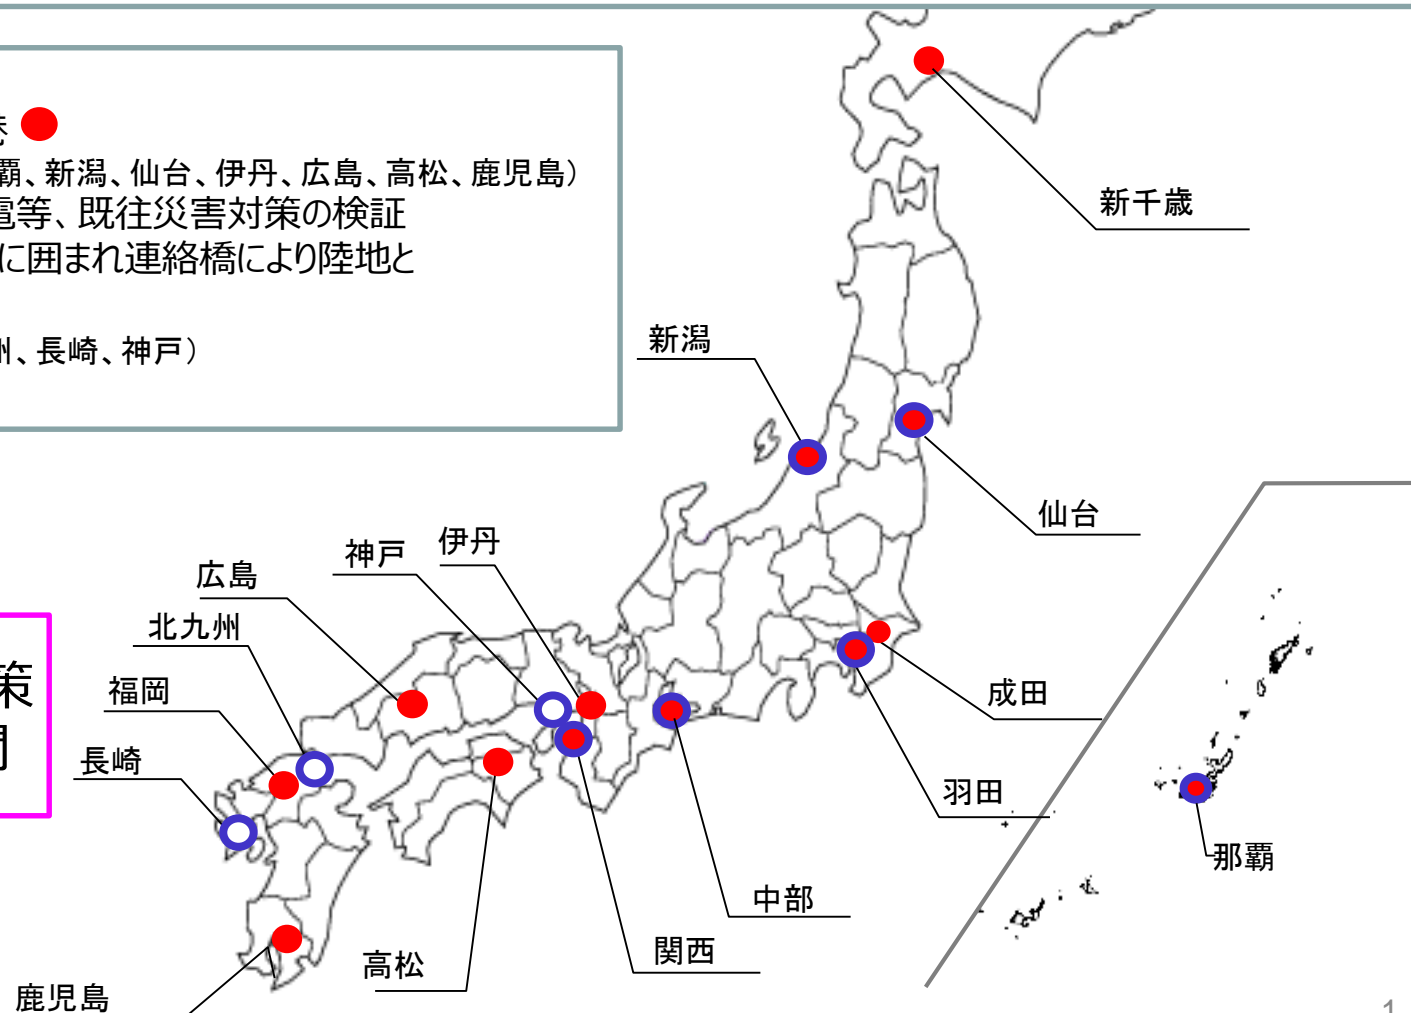 港
覇、新潟、仙台、伊丹、広島、高松、鹿児島）
電等、既往災害対策の検証
に囲まれ連絡橋により陸地と
州、長崎、神戸）
策
新千歳
新潟
仙台
伊丹
神戸
広島
北九州
福岡
長崎
成田
羽田
那覇
中部
関西
高松
鹿児島
1